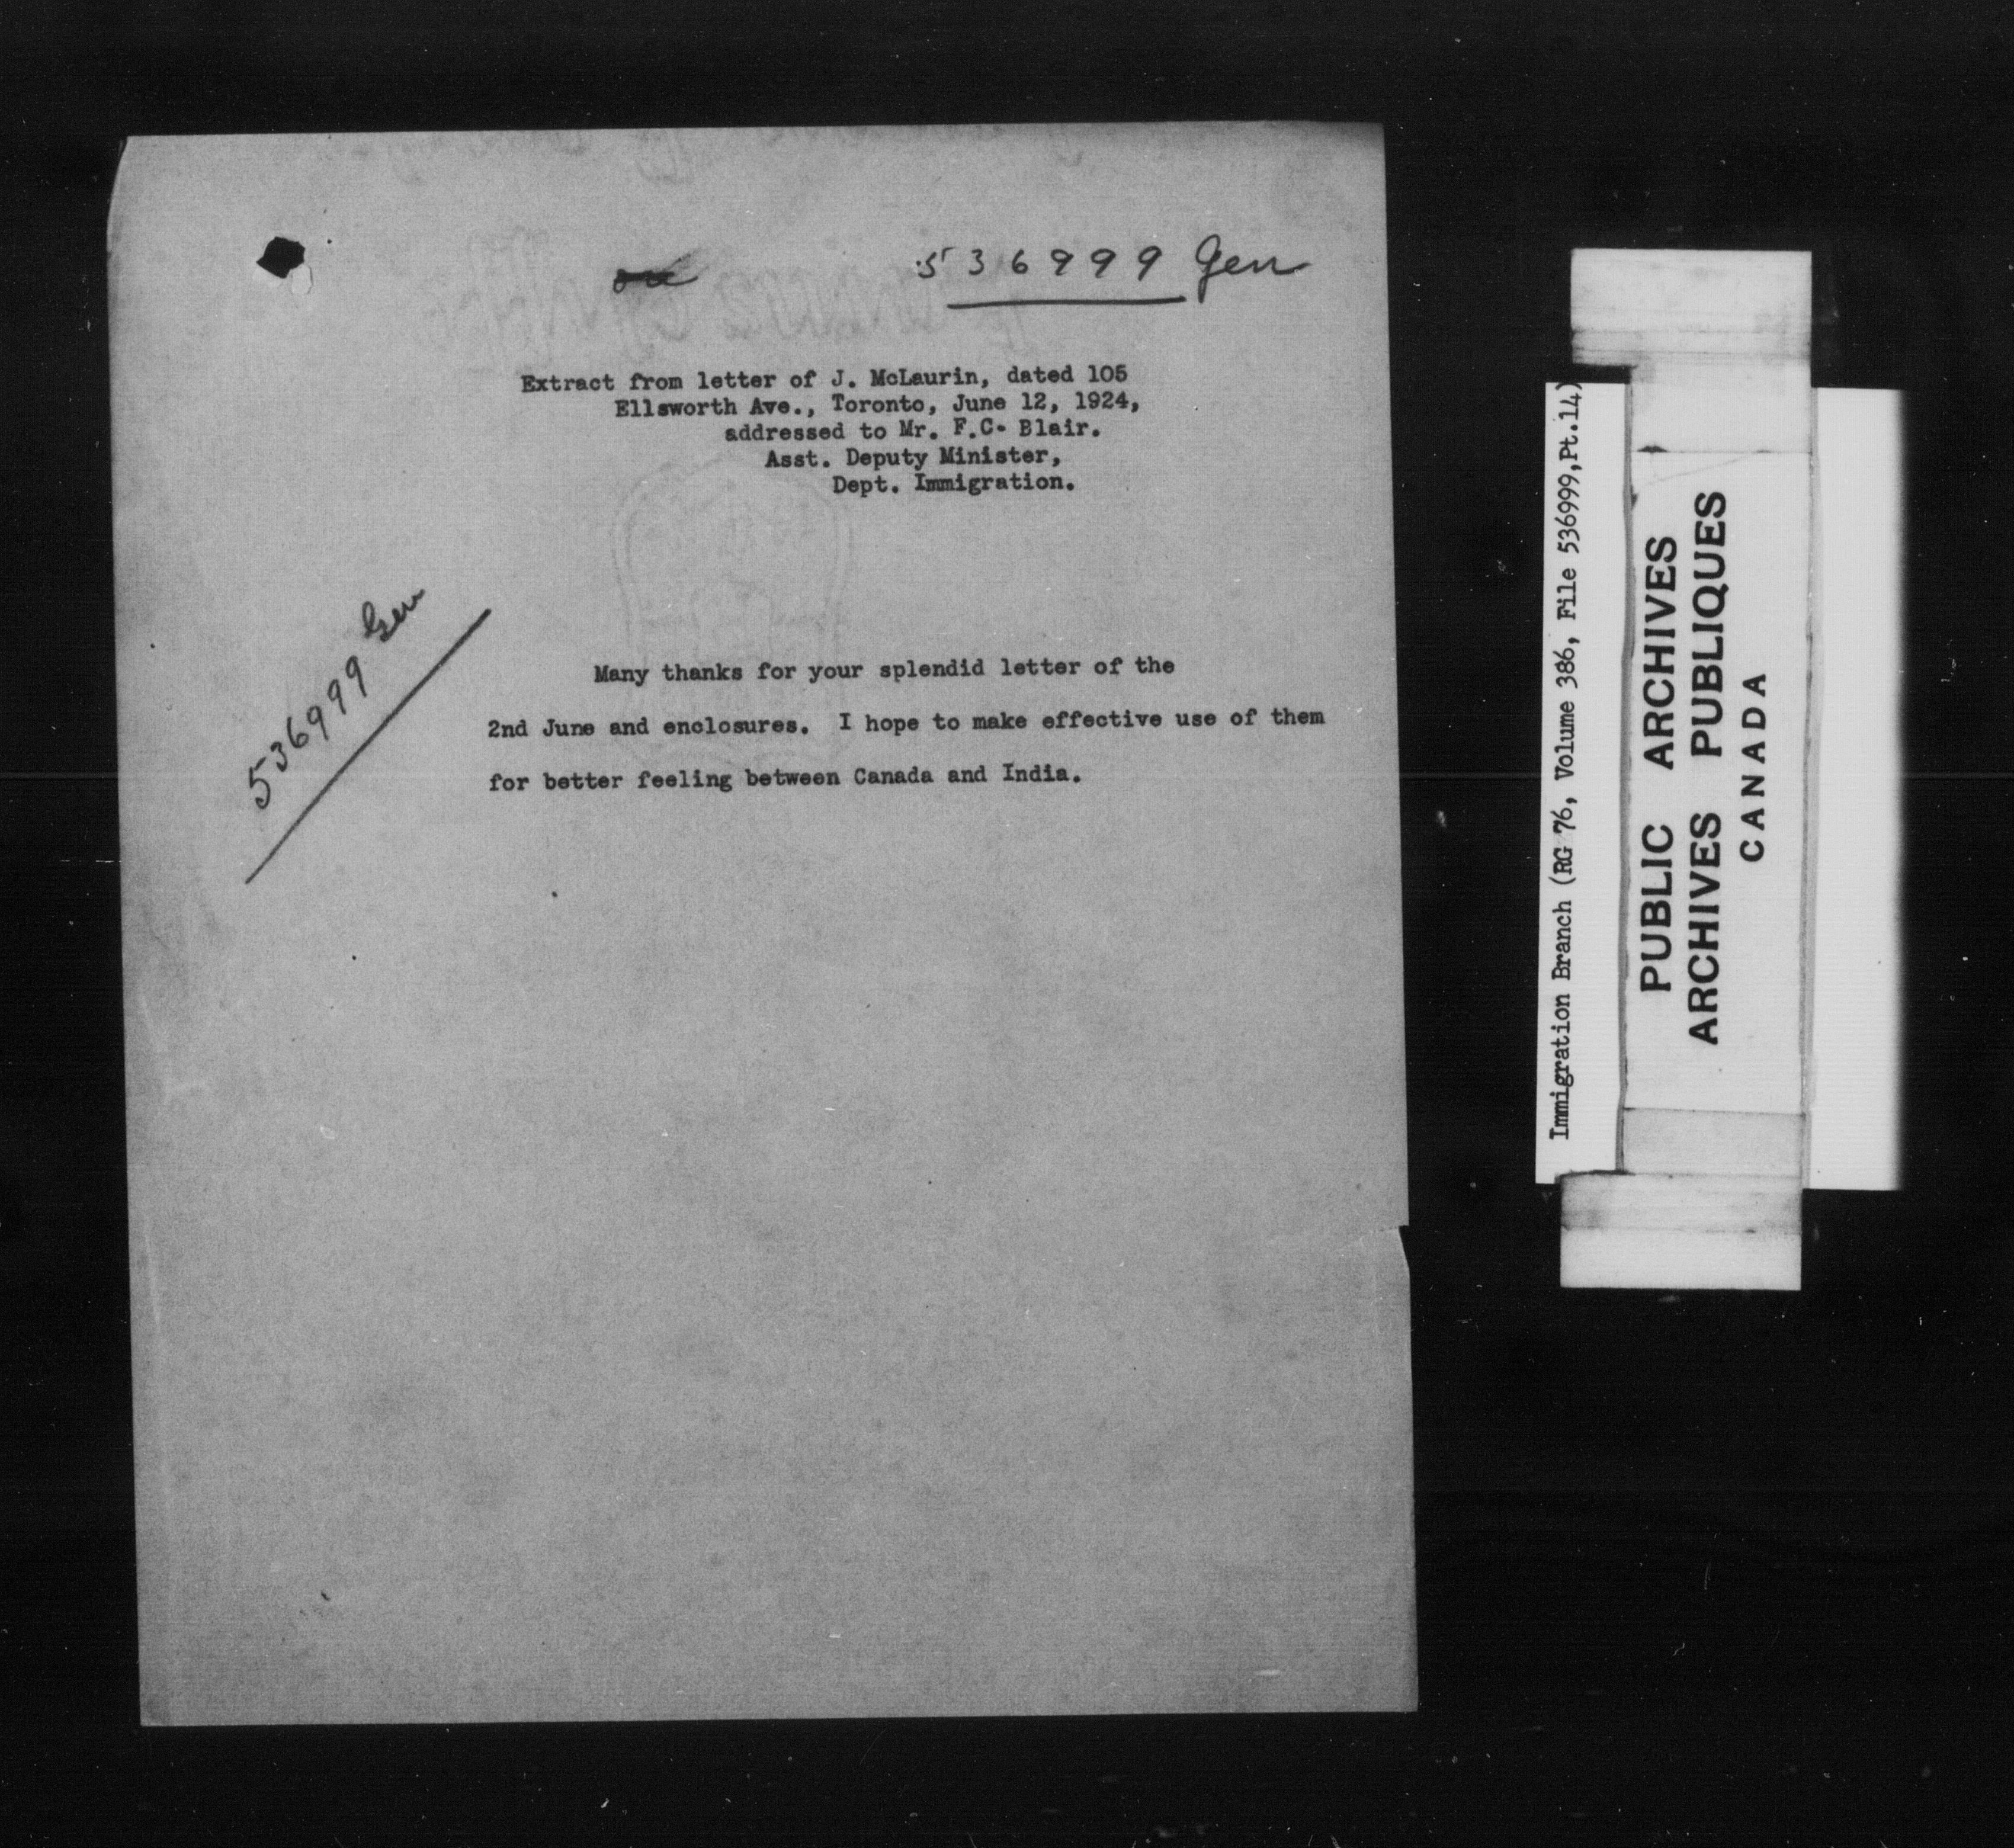 536999 Gen
Extract from letter of J. McLaurin, dated 105
Ellsworth Ave., Toronto, June 12, 1924,
addressed to Mr. F.C. Blair.
Asst. Deputy Minister,
Dept. Immigration.
536999 Gen
Many thanks for your splendid letter of the
2nd June and enclosures. I hope to make effective use of them
for better feeling between Canada and India.
Immigration Branch (RG 76, Volume 386, File 536999,Pt.14)
PUBLIC ARCHIVES
ARCHIVES PUBLIQUES
CANADA